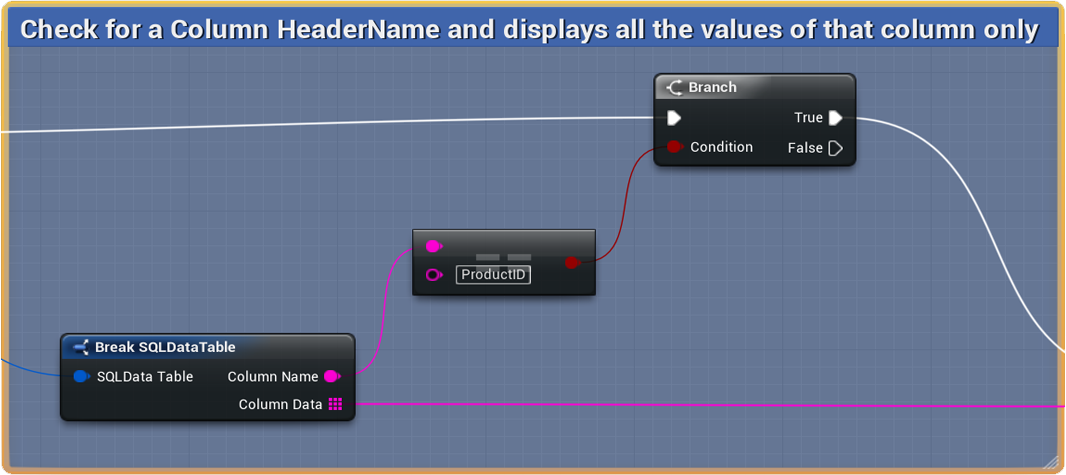 Check for a Column HeaderName and displays all the values of that column only
Branch
True
Condition
False
==
ProductID
Break SQLDataTable
SQLData Table
Column Name
Column Data